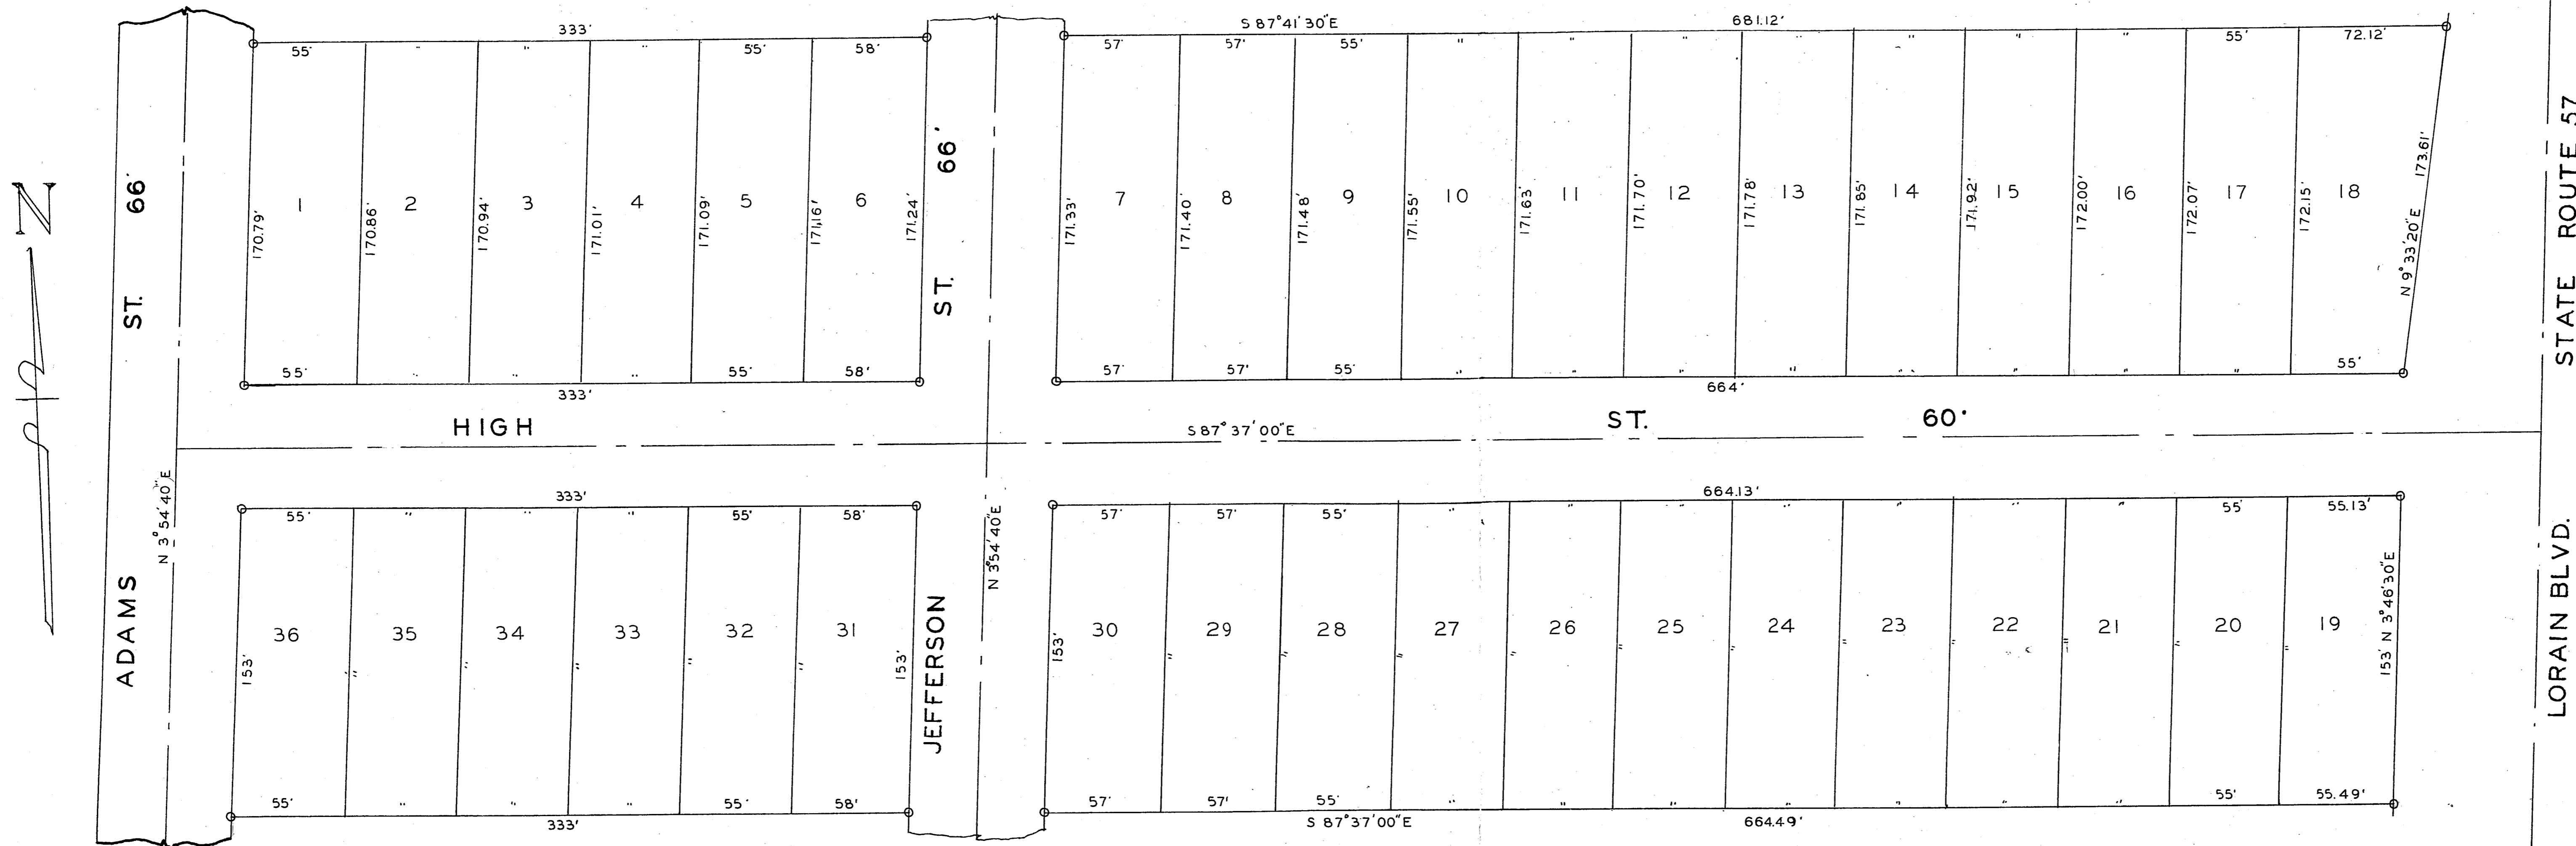 N
ADAMS ST. 66'
N 3°54'40"E
333'
55' " " " 55' 58'
170.79' 1 170.86' 2 170.94' 3 171.01' 4 171.09' 5 171.16' 6 171.24'
55' " " " 55' 58'
333'
JEFFERSON ST. 66'
N 3°54'40"E
S 87°41'30"E 681.12'
57' 57' 55' " " " " " " " 55' 72.12'
171.33' 7 171.40' 8 171.48' 9 171.55' 10 171.63' 11 171.70' 12 171.78' 13 171.85' 14 171.92' 15 172.00' 16 172.07' 17 172.15' 18 N 9°33'20"E 173.61'
57' 57' 55' " " " " " " " " 55'
664'
HIGH ST. 60'
S 87°37'00"E
333'
55' " " " 55' 58'
153' 36 " 35 " 34 " 33 " 32 " 31 153'
55' " " " 55' 58'
333'
664.13'
57' 57' 55' " " " " " " " 55' 55.13'
153' 30 " 29 " 28 " 27 " 26 " 25 " 24 " 23 " 22 " 21 " 20 " 19 153' N 3°46'30"E
57' 57' 55' " " " " " " " 55' 55.49'
S 87°37'00"E 664.49'
LORAIN BLVD. STATE ROUTE 57